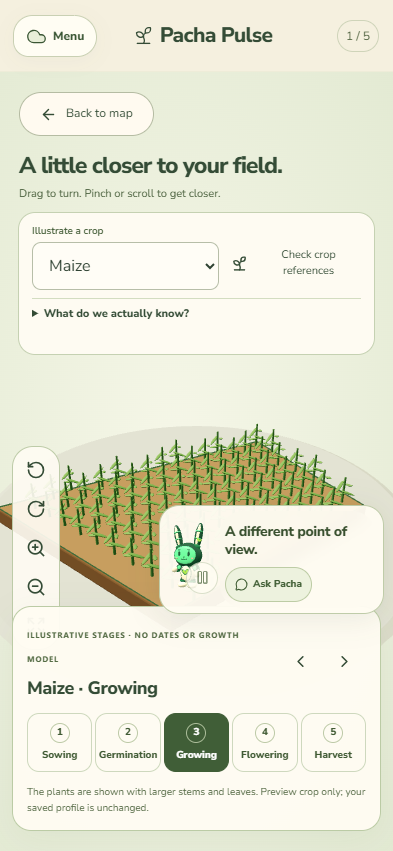 Menu
Pacha Pulse
1 / 5
Back to map
A little closer to your field.
Drag to turn. Pinch or scroll to get closer.
Illustrate a crop
Maize
Check crop
references
What do we actually know?
A different point of
view.
Ask Pacha
ILLUSTRATIVE STAGES · NO DATES OR GROWTH
MODEL
Maize · Growing
1
2
3
4
5
Sowing
Germination
Growing
Flowering
Harvest
The plants are shown with larger stems and leaves. Preview crop only; your
saved profile is unchanged.